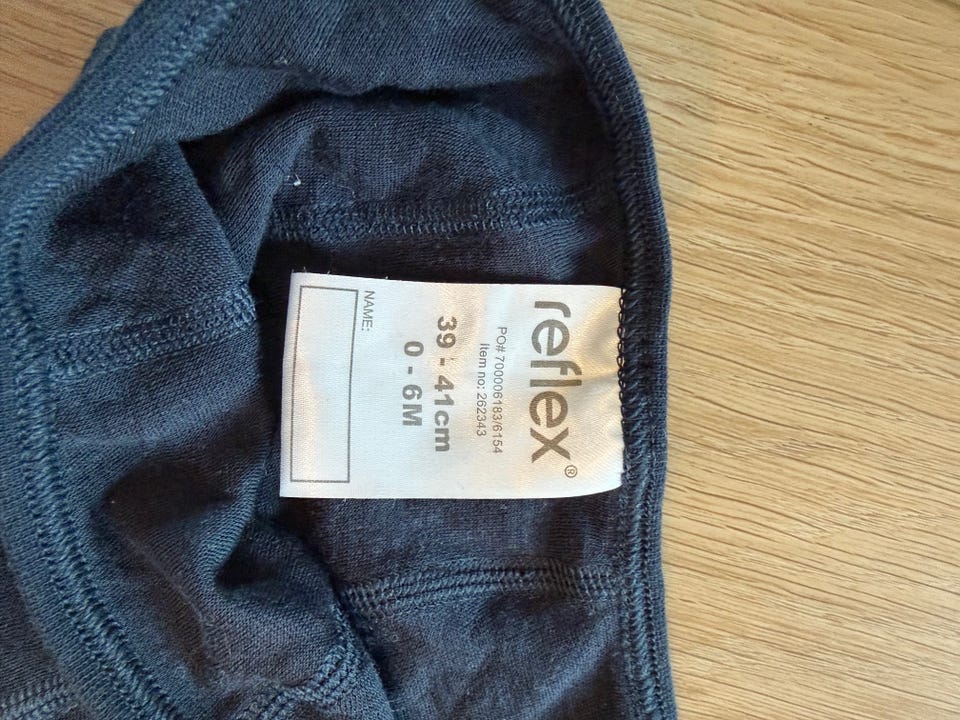 reflex®
PO# 700006183/6154
Item no: 262343
39 - 41cm
0 - 6M
NAME: